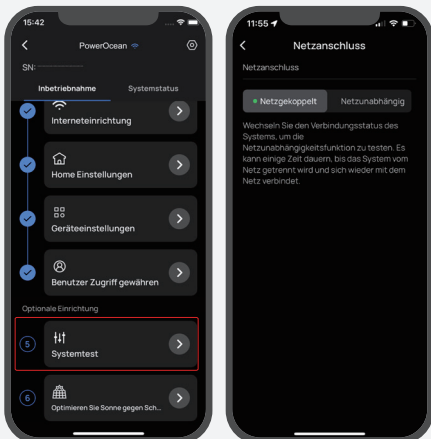 15:42
PowerOcean
SN:
Inbetriebnahme
Systemstatus
Interneteinrichtung
Home Einstellungen
Geräteeinstellungen
Benutzer Zugriff gewähren
Optionale Einrichtung
5
Systemtest
6
Optimieren Sie Sonne gegen Sch...
11:55
Netzanschluss
Netzanschluss
Netzgekoppelt
Netzunabhängig
Wechseln Sie den Verbindungsstatus des
Systems, um die
Netzunabhängigkeitsfunktion zu testen. Es
kann einige Zeit dauern, bis das System vom
Netz getrennt wird und sich wieder mit dem
Netz verbindet.